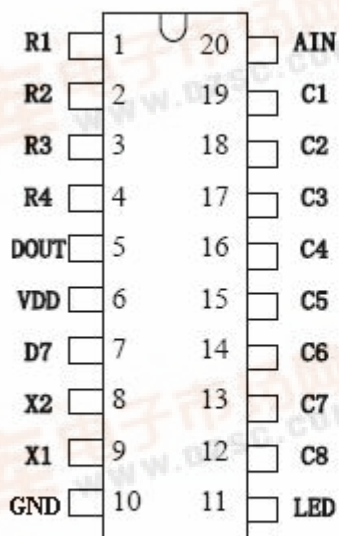 R1 1 20 AIN
R2 2 19 C1
R3 3 18 C2
R4 4 17 C3
DOUT 5 16 C4
VDD 6 15 C5
D7 7 14 C6
X2 8 13 C7
X1 9 12 C8
GND 10 11 LED